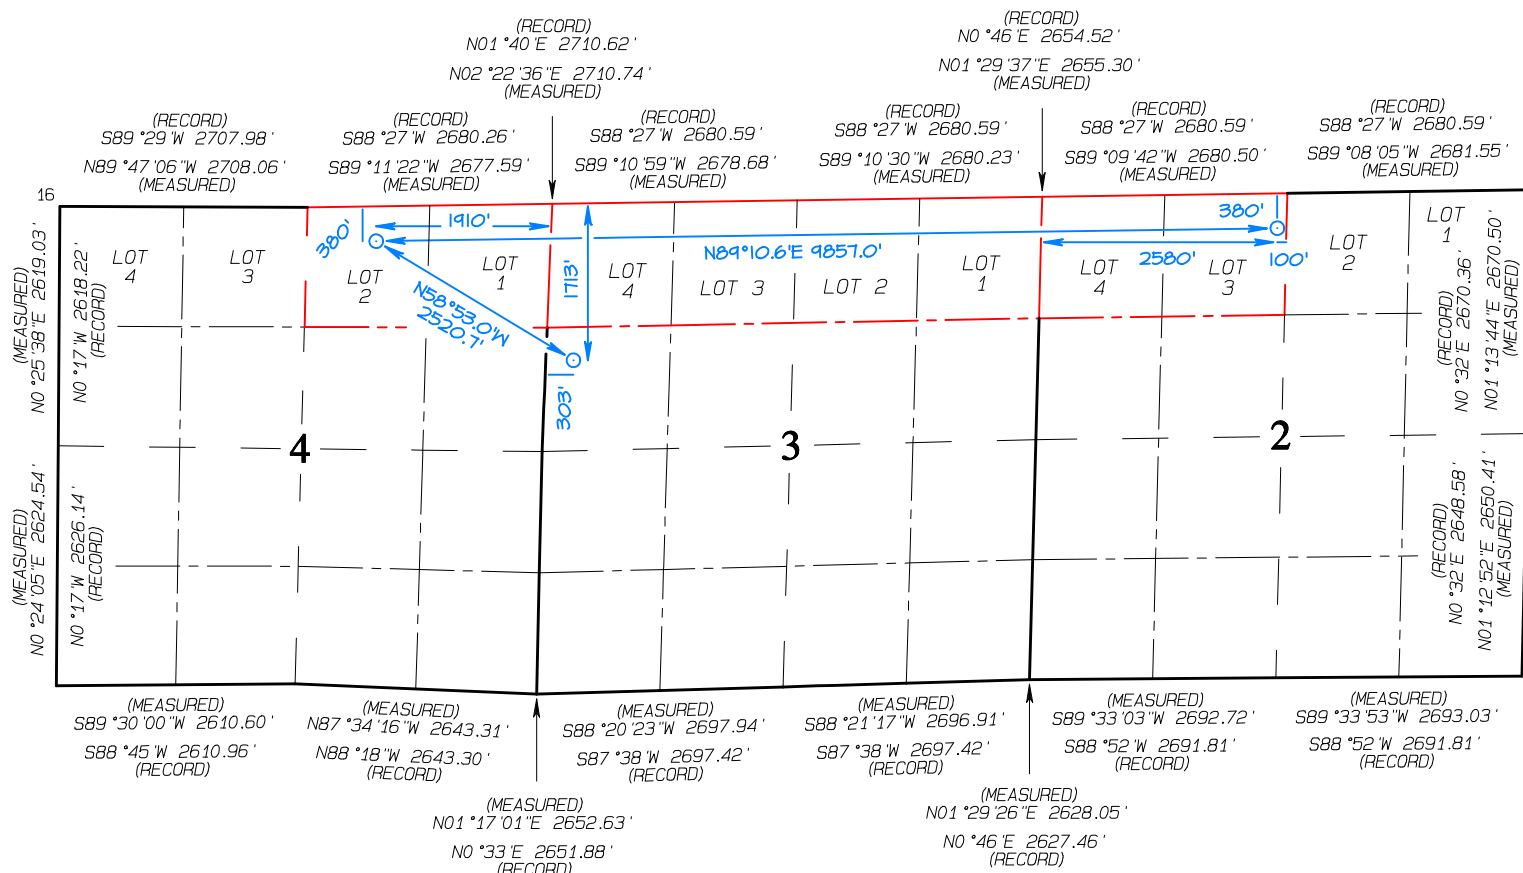 (RECORD)
N01°40'E 2710.62'
N02°22'36"E 2710.74'
(MEASURED)
(RECORD)
N0°46'E 2654.52'
N01°29'37"E 2655.30'
(MEASURED)
(RECORD)
S89°29'W 2707.98'
N89°47'06"W 2708.06'
(MEASURED)
(RECORD)
S88°27'W 2680.26'
S89°11'22"W 2677.59'
(MEASURED)
(RECORD)
S88°27'W 2680.59'
S89°10'59"W 2678.68'
(MEASURED)
(RECORD)
S88°27'W 2680.59'
S89°10'30"W 2680.23'
(MEASURED)
(RECORD)
S88°27'W 2680.59'
S89°09'42"W 2680.50'
(MEASURED)
(RECORD)
S88°27'W 2680.59'
S89°08'05"W 2681.55'
(MEASURED)
16
(MEASURED)
N0°25'38"E 2619.03'
N0°17'W 2618.22'
(RECORD)
LOT
4
LOT
3
LOT
2
LOT
1
LOT
4
LOT 3
LOT 2
LOT
1
LOT
4
LOT
3
LOT
2
LOT
1
380'
1910'
N89°10.6'E 9857.0'
380'
2580'
100'
1713'
N58°53.0'W
2520.7'
303'
(RECORD)
N0°32'E 2670.36'
N01°13'44"E 2670.50'
(MEASURED)
4
3
2
(MEASURED)
N0°24'05"E 2624.54'
N0°17'W 2626.14'
(RECORD)
(RECORD)
N0°32'E 2648.58'
N01°12'52"E 2650.41'
(MEASURED)
(MEASURED)
S89°30'00"W 2610.60'
S88°45'W 2610.96'
(RECORD)
(MEASURED)
N87°34'16"W 2643.31'
N88°18'W 2643.30'
(RECORD)
(MEASURED)
S88°20'23"W 2697.94'
S87°38'W 2697.42'
(RECORD)
(MEASURED)
S88°21'17"W 2696.91'
S87°38'W 2697.42'
(RECORD)
(MEASURED)
S89°33'03"W 2692.72'
S88°52'W 2691.81'
(RECORD)
(MEASURED)
S89°33'53"W 2693.03'
S88°52'W 2691.81'
(RECORD)
(MEASURED)
N01°17'01"E 2652.63'
N0°33'E 2651.88'
(RECORD)
(MEASURED)
N01°29'26"E 2628.05'
N0°46'E 2627.46'
(RECORD)